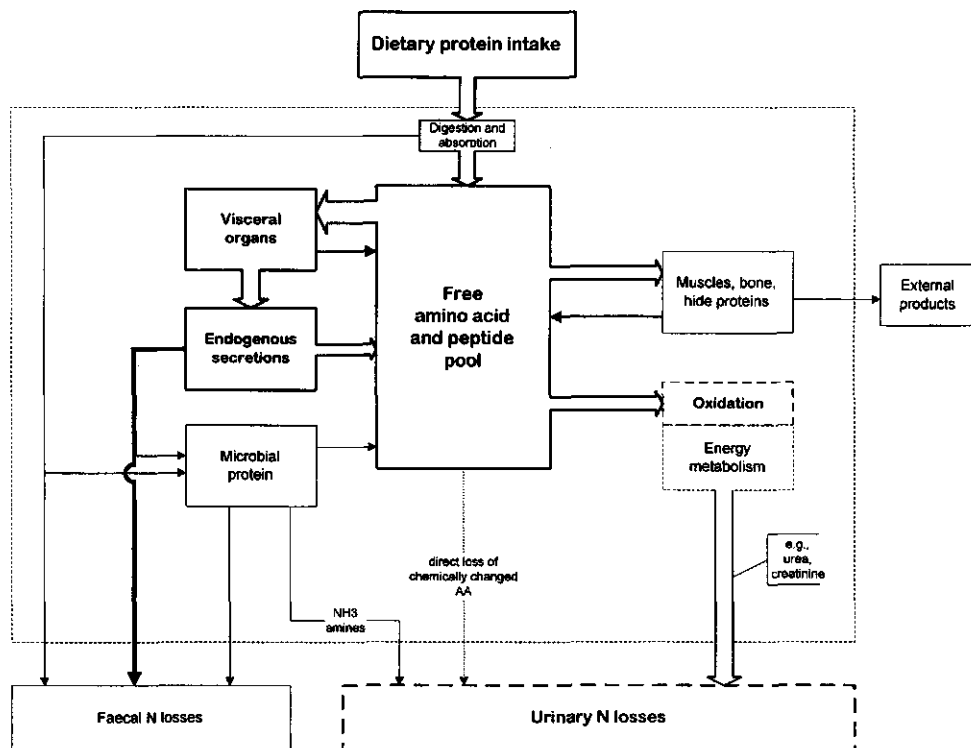 Dietary protein intake
Digestion and
absorption
Visceral
organs
Free
amino acid
and peptide
pool
Muscles, bone,
hide proteins
External
products
Endogenous
secretions
Oxidation
Energy
metabolism
Microbial
protein
e.g.,
urea,
creatinine
direct loss of
chemically changed
AA
NH3
amines
Faecal N losses
Urinary N losses